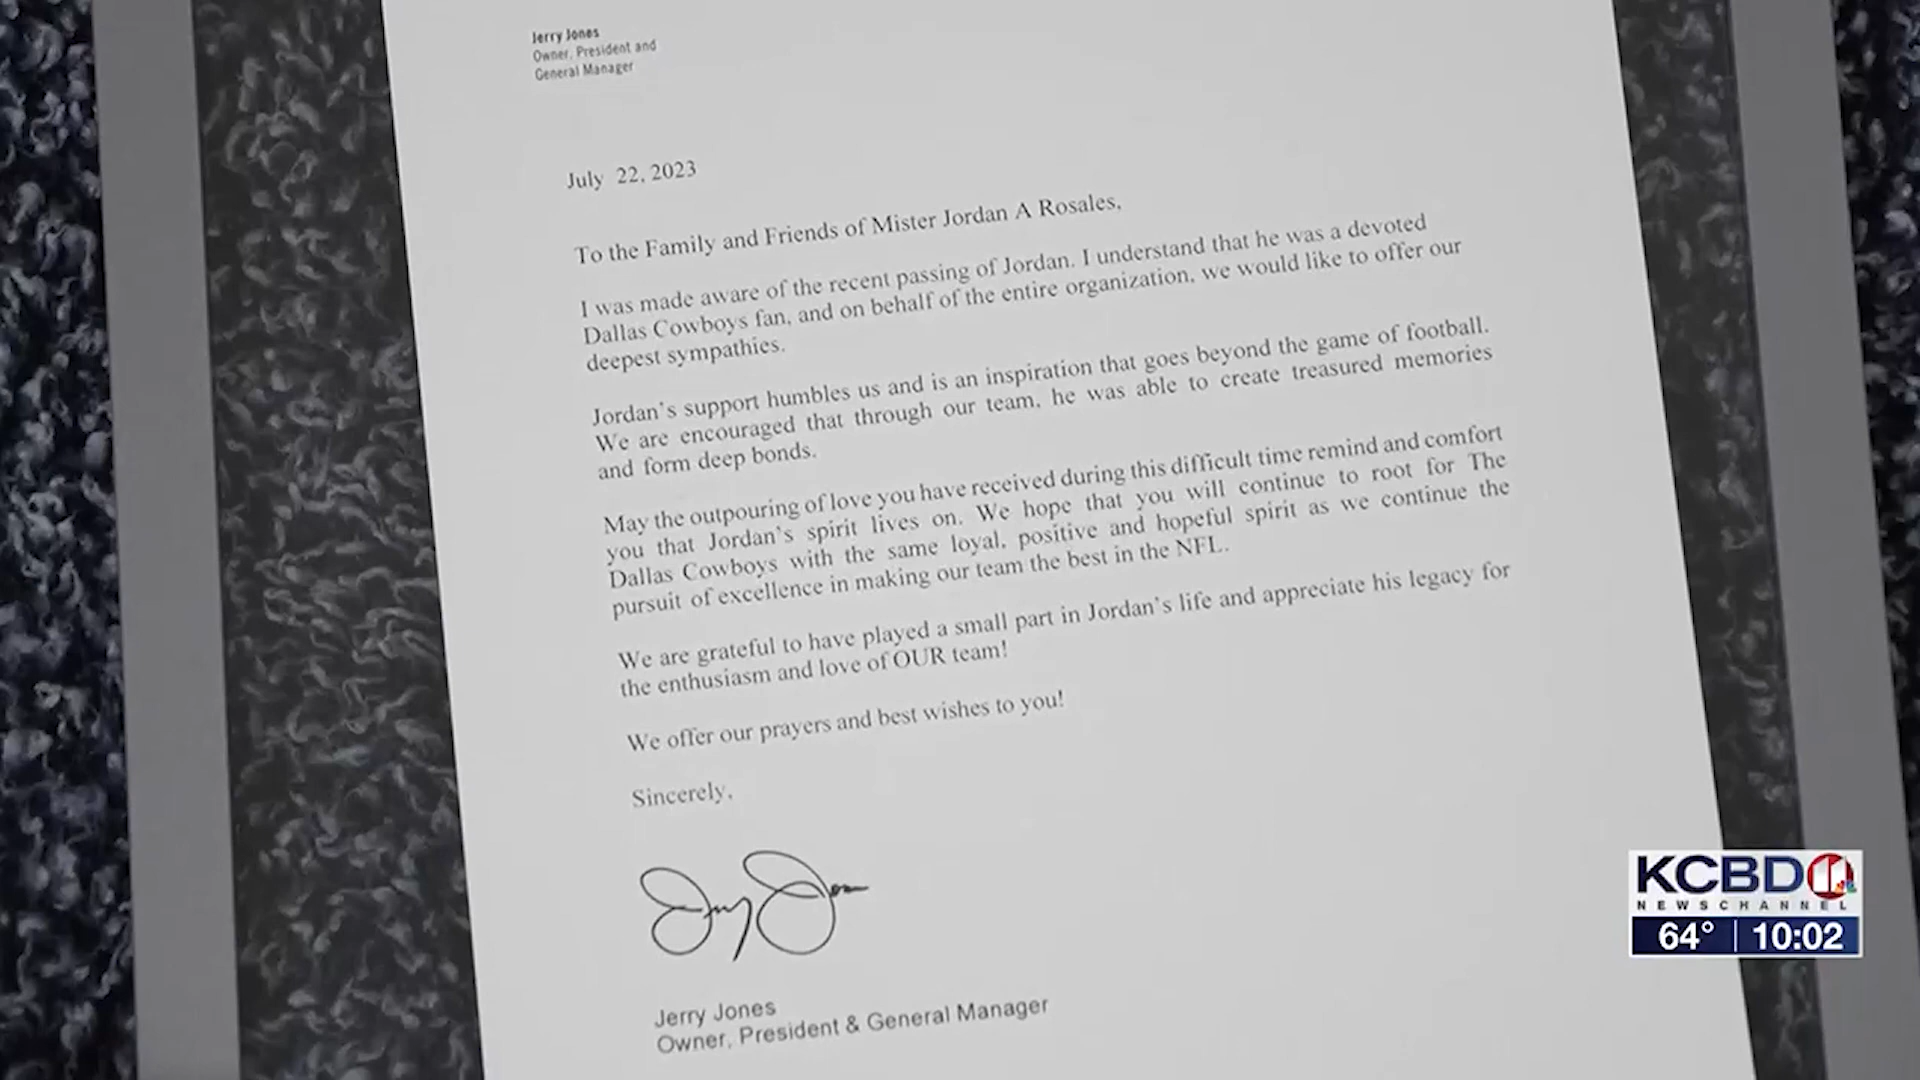 Jerry Jones
Owner, President and
General Manager
July 22, 2023
To the Family and Friends of Mister Jordan A Rosales,
I was made aware of the recent passing of Jordan. I understand that he was a devoted
Dallas Cowboys fan, and on behalf of the entire organization, we would like to offer our
deepest sympathies.
Jordan's support humbles us and is an inspiration that goes beyond the game of football.
We are encouraged that through our team, he was able to create treasured memories
and form deep bonds.
May the outpouring of love you have received during this difficult time remind and comfort
you that Jordan's spirit lives on. We hope that you will continue to root for The
Dallas Cowboys with the same loyal, positive and hopeful spirit as we continue the
pursuit of excellence in making our team the best in the NFL.
We are grateful to have played a small part in Jordan's life and appreciate his legacy for
the enthusiasm and love of OUR team!
We offer our prayers and best wishes to you!
Sincerely,
Jerry Jones
Jerry Jones
Owner, President & General Manager
KCBD 11
NEWSCHANNEL
64° 10:02